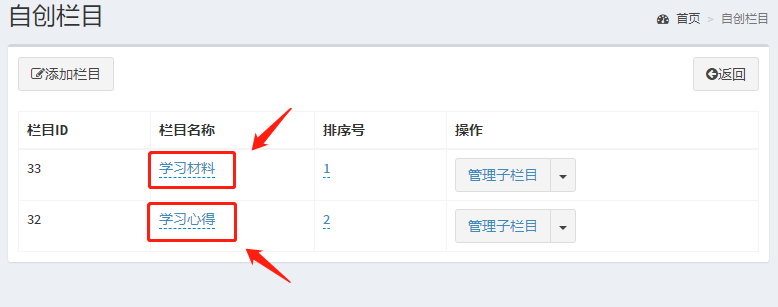 自创栏目
首页 > 自创栏目
添加栏目
返回
栏目ID 栏目名称 排序号 操作
33 学习材料 1 管理子栏目
32 学习心得 2 管理子栏目